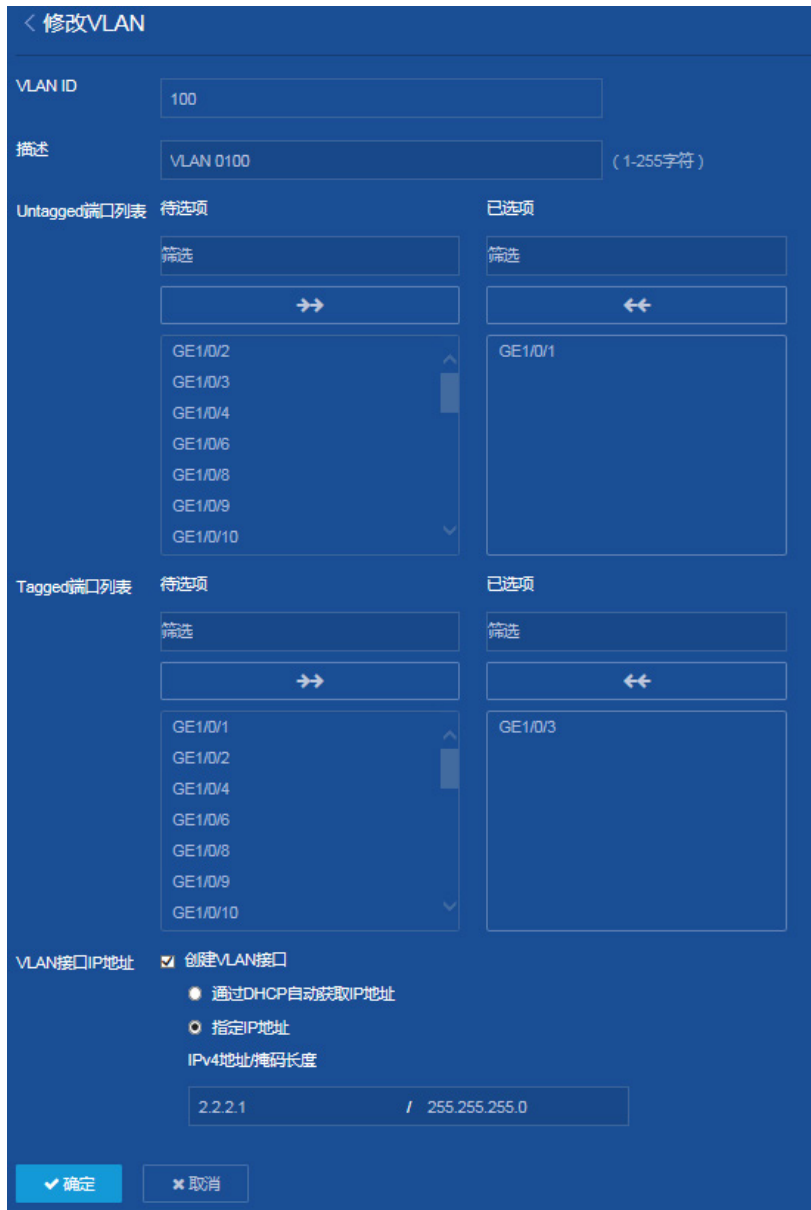 修改VLAN
VLAN ID
100
描述
VLAN 0100
（1-255字符）
Untagged端口列表
待选项
已选项
筛选
筛选
GE1/0/2
GE1/0/3
GE1/0/4
GE1/0/6
GE1/0/8
GE1/0/9
GE1/0/10
GE1/0/1
Tagged端口列表
待选项
已选项
筛选
筛选
GE1/0/1
GE1/0/2
GE1/0/4
GE1/0/6
GE1/0/8
GE1/0/9
GE1/0/10
GE1/0/3
VLAN接口IP地址
创建VLAN接口
通过DHCP自动获取IP地址
指定IP地址
IPv4地址/掩码长度
2.2.2.1 / 255.255.255.0
确定
取消